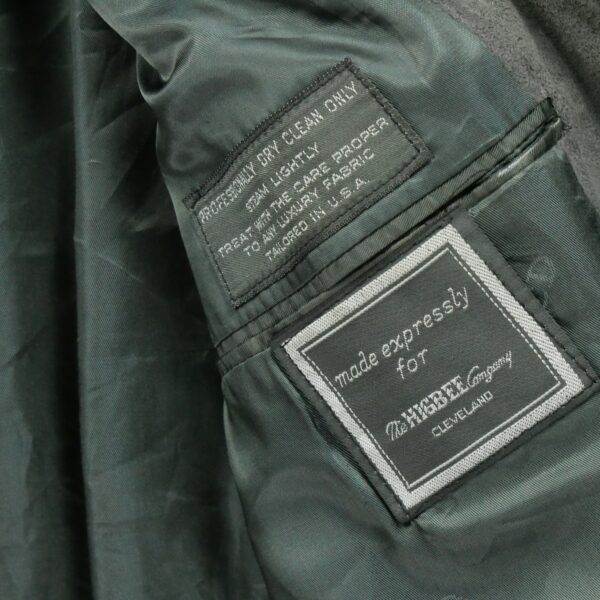 PROFESIONALLY DRY CLEAN ONLY
STEAM LIGHTLY
TREAT WITH THE CARE PROPER
TO ANY LUXURY FABRIC
TAILORED IN U.S.A.
made expressly
for
The HIGBEE Company
CLEVELAND